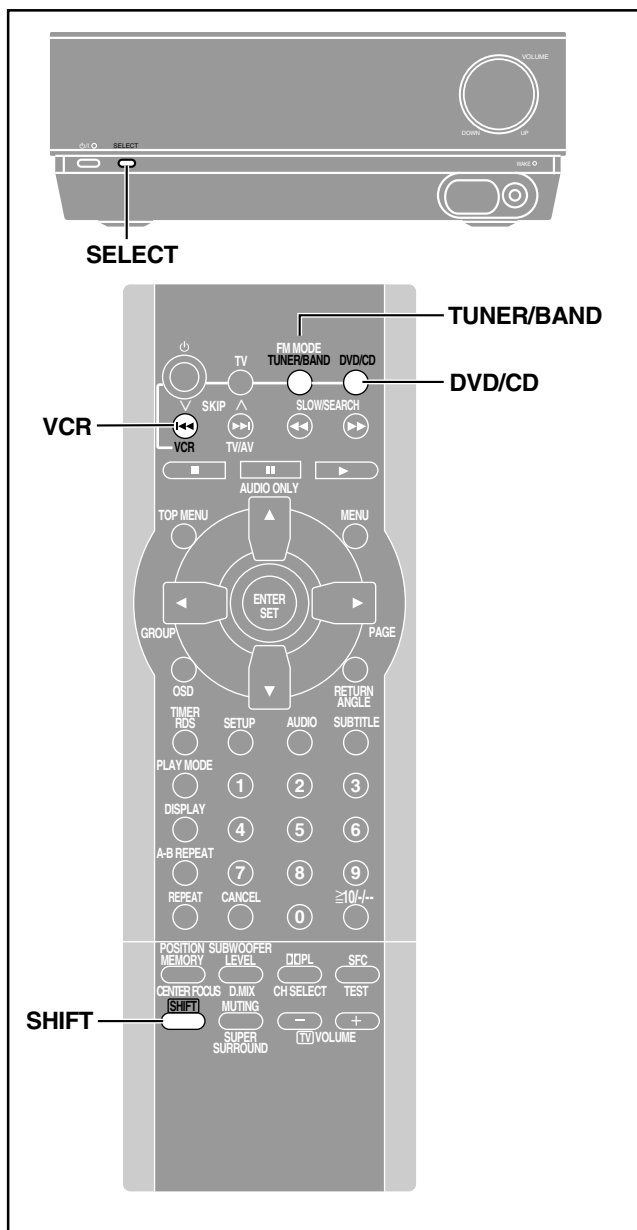 VOLUME
DOWN UP
⏻/I SELECT
WAKE
SELECT
TUNER/BAND
DVD/CD
VCR
SHIFT
⏻ TV FM MODE
TUNER/BAND DVD/CD
SKIP SLOW/SEARCH
VCR TV/AV
AUDIO ONLY
TOP MENU MENU
ENTER
SET
GROUP PAGE
OSD RETURN
ANGLE
TIMER
RDS SETUP AUDIO SUBTITLE
PLAY MODE 1 2 3
DISPLAY 4 5 6
A-B REPEAT 7 8 9
REPEAT CANCEL 0 ≧10/-/--
POSITION SUBWOOFER
MEMORY LEVEL DDPL SFC
CENTER FOCUS D.MIX CH SELECT TEST
SHIFT MUTING − +
SUPER
SURROUND TV VOLUME